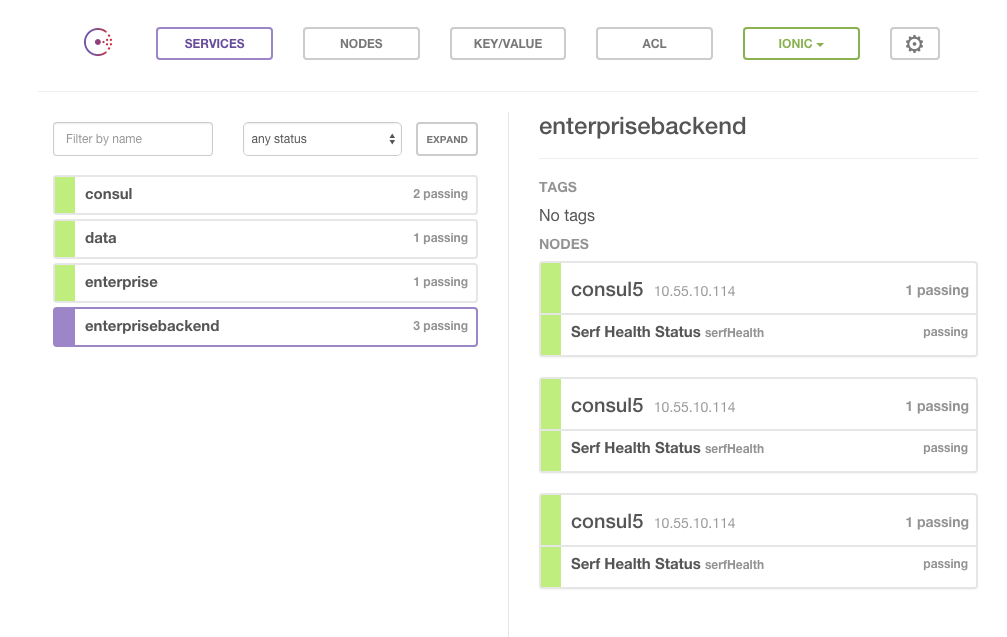 SERVICES NODES KEY/VALUE ACL IONIC
Filter by name any status EXPAND
consul 2 passing
data 1 passing
enterprise 1 passing
enterprisebackend 3 passing
enterprisebackend
TAGS
No tags
NODES
consul5 10.55.10.114 1 passing
Serf Health Status serfHealth passing
consul5 10.55.10.114 1 passing
Serf Health Status serfHealth passing
consul5 10.55.10.114 1 passing
Serf Health Status serfHealth passing